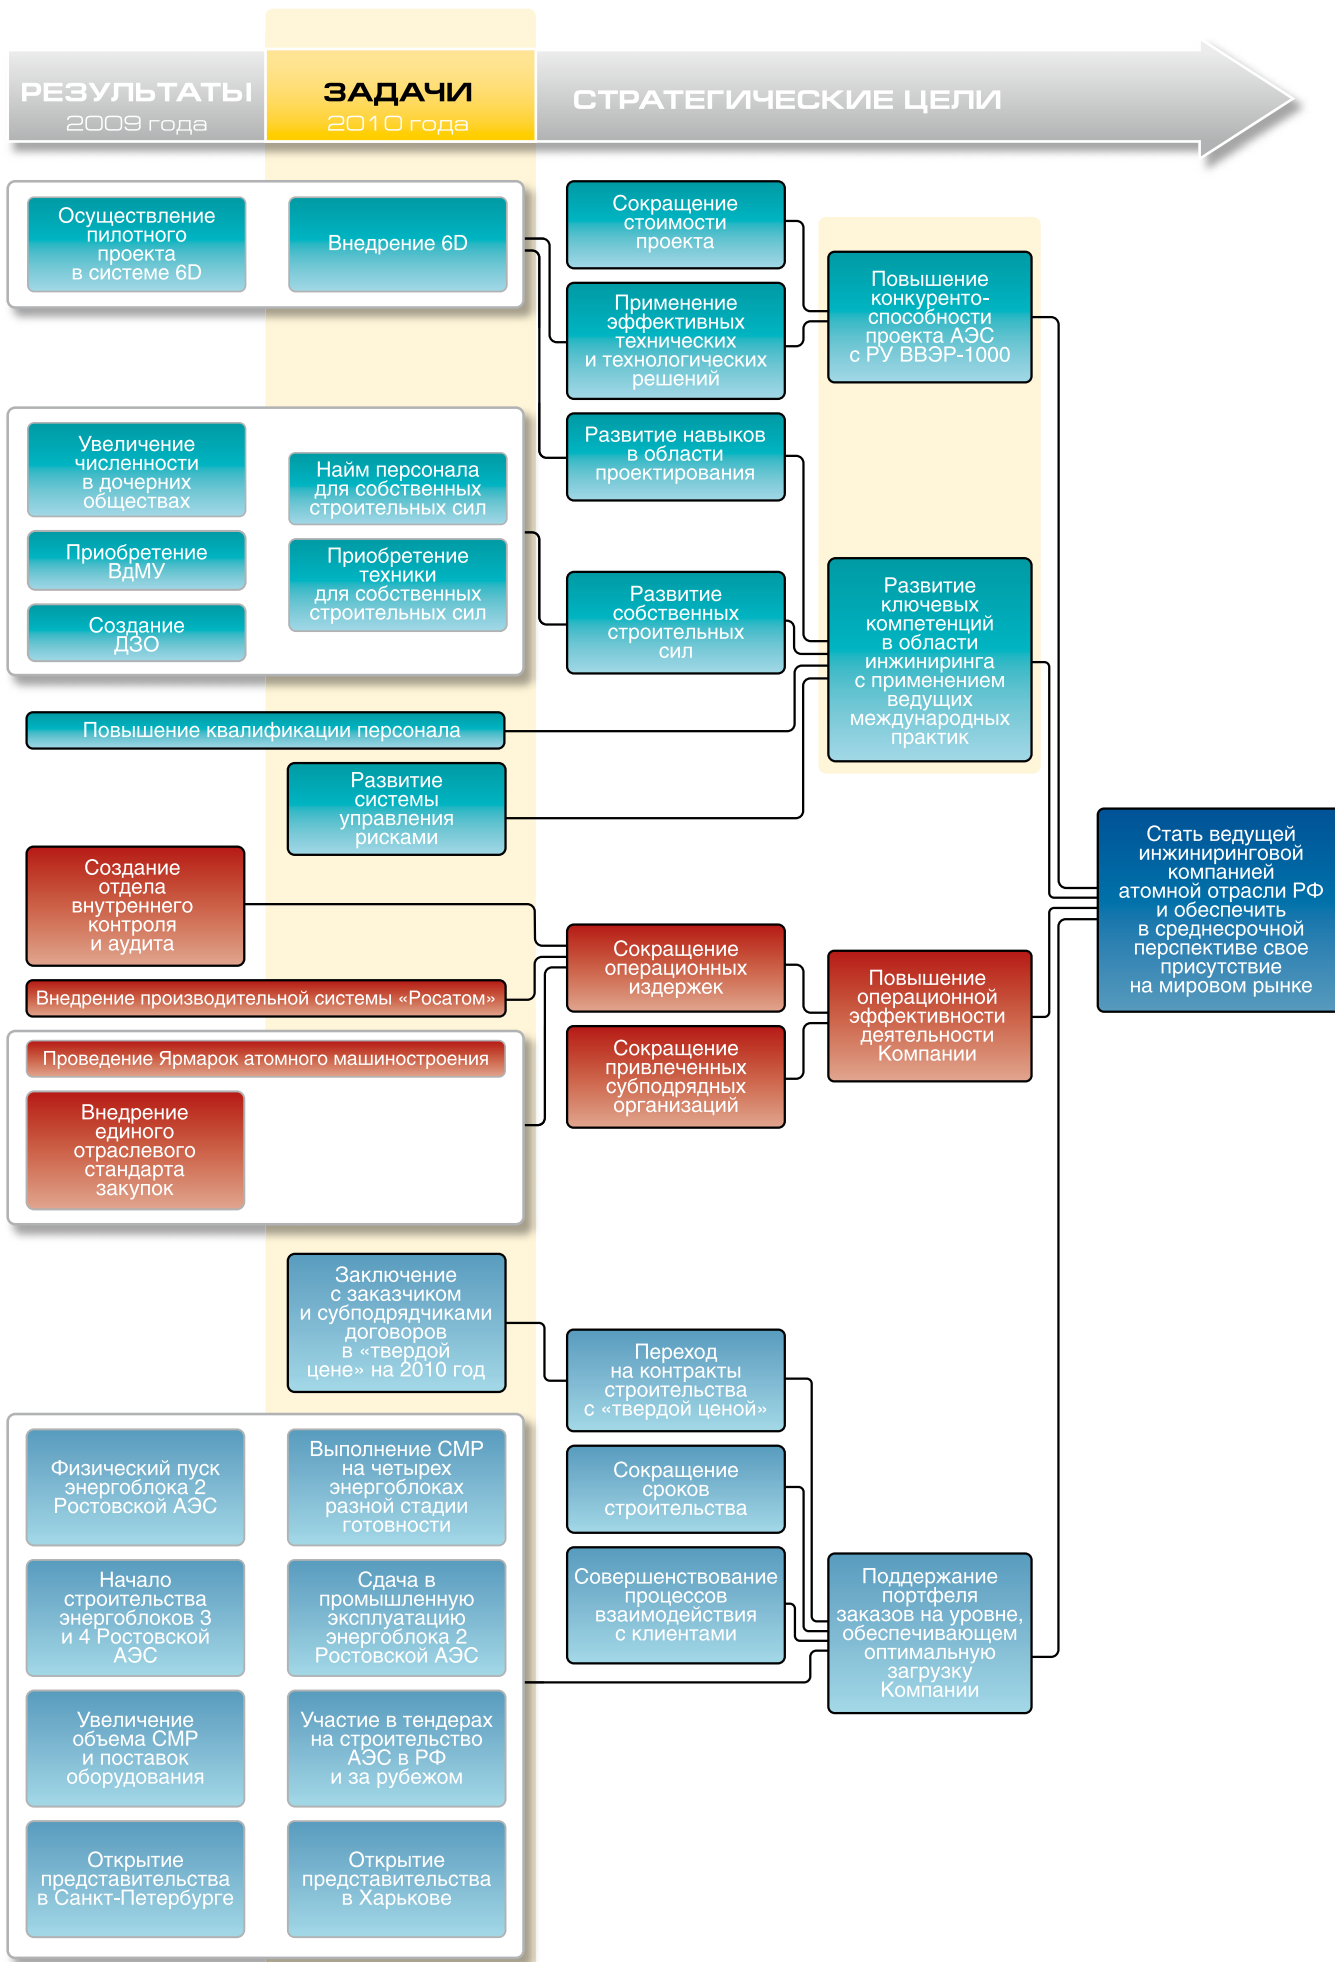 РЕЗУЛЬТАТЫ
2009 года
ЗАДАЧИ
2010 года
СТРАТЕГИЧЕСКИЕ ЦЕЛИ
Осуществление
пилотного
проекта
в системе 6D
Внедрение 6D
Сокращение
стоимости
проекта
Применение
эффективных
технических
и технологических
решений
Повышение
конкуренто-
способности
проекта АЭС
с РУ ВВЭР-1000
Увеличение
численности
в дочерних
обществах
Приобретение
ВдМУ
Создание
ДЗО
Найм персонала
для собственных
строительных сил
Приобретение
техники
для собственных
строительных сил
Развитие навыков
в области
проектирования
Развитие
собственных
строительных
сил
Развитие
ключевых
компетенций
в области
инжиниринга
с применением
ведущих
международных
практик
Повышение квалификации персонала
Развитие
системы
управления
рисками
Стать ведущей
инжиниринговой
компанией
атомной отрасли РФ
и обеспечить
в среднесрочной
перспективе свое
присутствие
на мировом рынке
Создание
отдела
внутреннего
контроля
и аудита
Внедрение производительной системы «Росатом»
Проведение Ярмарок атомного машиностроения
Внедрение
единого
отраслевого
стандарта
закупок
Сокращение
операционных
издержек
Сокращение
привлеченных
субподрядных
организаций
Повышение
операционной
эффективности
деятельности
Компании
Заключение
с заказчиком
и субподрядчиками
договоров
в «твердой
цене» на 2010 год
Переход
на контракты
строительства
с «твердой ценой»
Физический пуск
энергоблока 2
Ростовской АЭС
Выполнение СМР
на четырех
энергоблоках
разной стадии
готовности
Сокращение
сроков
строительства
Начало
строительства
энергоблоков 3
и 4 Ростовской
АЭС
Сдача в
промышленную
эксплуатацию
энергоблока 2
Ростовской АЭС
Совершенствование
процессов
взаимодействия
с клиентами
Поддержание
портфеля
заказов на уровне,
обеспечивающем
оптимальную
загрузку
Компании
Увеличение
объема СМР
и поставок
оборудования
Участие в тендерах
на строительство
АЭС в РФ
и за рубежом
Открытие
представительства
в Санкт-Петербурге
Открытие
представительства
в Харькове